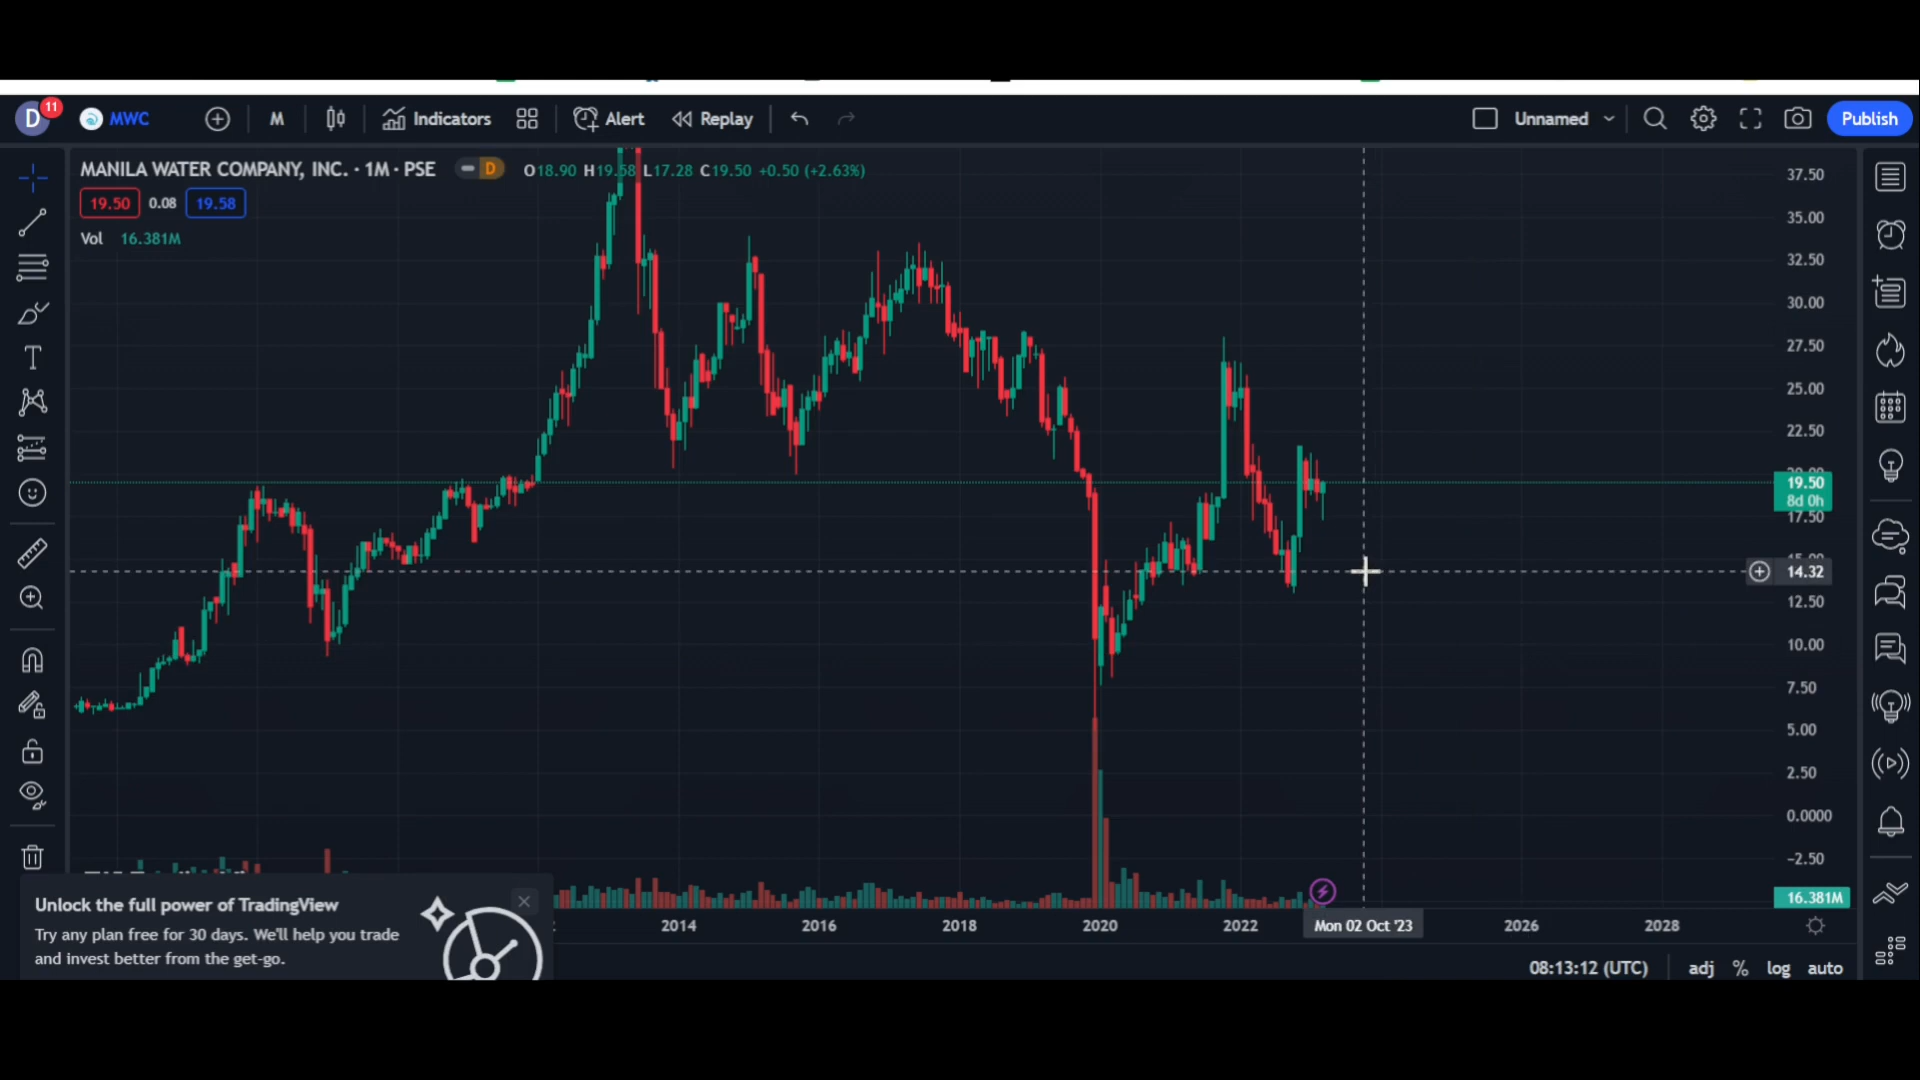 D 11 MWC M Indicators Alert Replay Unnamed Publish
MANILA WATER COMPANY, INC. · 1M · PSE D O18.90 H19.58 L17.28 C19.50 +0.50 (+2.63%)
19.50 0.08 19.58
Vol 16.381M
37.50
35.00
32.50
30.00
27.50
25.00
22.50
19.50
8d 0h
17.50
14.32
12.50
10.00
7.50
5.00
2.50
0.0000
−2.50
16.381M
2014 2016 2018 2020 2022 Mon 02 Oct '23 2026 2028
Unlock the full power of TradingView
Try any plan free for 30 days. We'll help you trade
and invest better from the get-go.
08:13:12 (UTC) adj % log auto